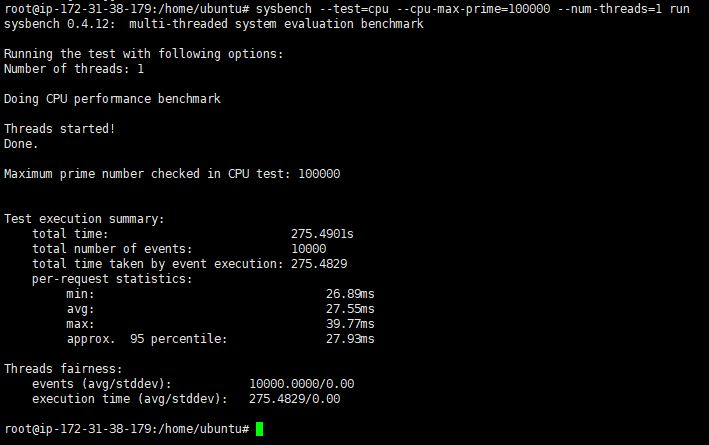 root@ip-172-31-38-179:/home/ubuntu# sysbench --test=cpu --cpu-max-prime=100000 --num-threads=1 run
sysbench 0.4.12:  multi-threaded system evaluation benchmark
Running the test with following options:
Number of threads: 1
Doing CPU performance benchmark
Threads started!
Done.
Maximum prime number checked in CPU test: 100000
Test execution summary:
    total time:                          275.4901s
    total number of events:              10000
    total time taken by event execution: 275.4829
    per-request statistics:
         min:                                 26.89ms
         avg:                                 27.55ms
         max:                                 39.77ms
         approx.  95 percentile:              27.93ms
Threads fairness:
    events (avg/stddev):           10000.0000/0.00
    execution time (avg/stddev):   275.4829/0.00
root@ip-172-31-38-179:/home/ubuntu#